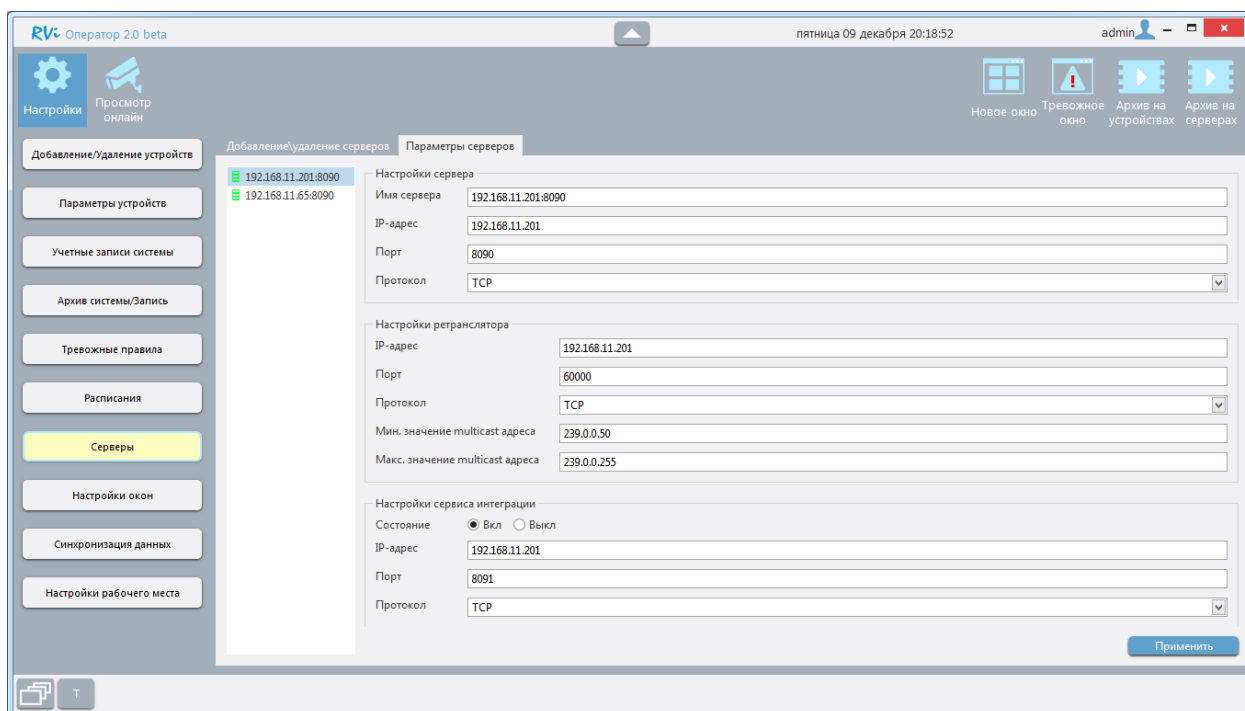 RVi Оператор 2.0 beta
пятница 09 декабря 20:18:52
admin
Настройки
Просмотр
онлайн
Новое окно
Тревожное
окно
Архив на
устройствах
Архив на
серверах
Добавление/Удаление устройств
Параметры устройств
Учетные записи системы
Архив системы/Запись
Тревожные правила
Расписания
Серверы
Настройки окон
Синхронизация данных
Настройки рабочего места
Добавление\удаление серверов
Параметры серверов
192.168.11.201:8090
192.168.11.65:8090
Настройки сервера
Имя сервера 192.168.11.201:8090
IP-адрес 192.168.11.201
Порт 8090
Протокол TCP
Настройки ретранслятора
IP-адрес 192.168.11.201
Порт 60000
Протокол TCP
Мин. значение multicast адреса 239.0.0.50
Макс. значение multicast адреса 239.0.0.255
Настройки сервиса интеграции
Состояние Вкл Выкл
IP-адрес 192.168.11.201
Порт 8091
Протокол TCP
Применить
T